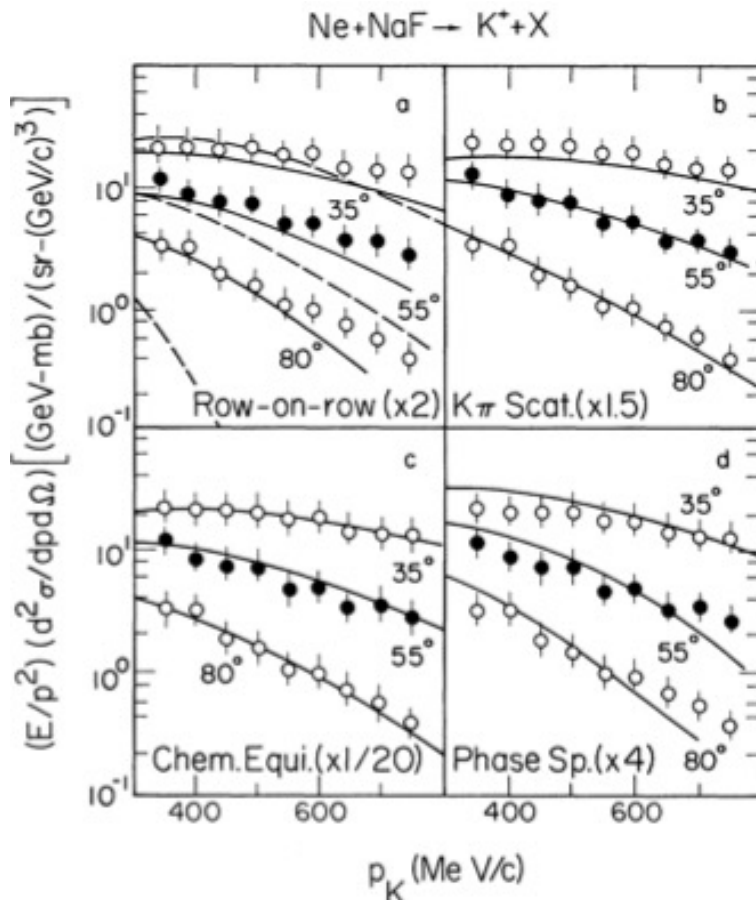 Ne+NaF → K⁺+X
(E/p²) (d²σ/dpdΩ) [(GeV-mb)/(sr-(GeV/c)³)]
a
10¹
10⁰
10⁻¹
35°
55°
80°
Row-on-row (x2)
b
35°
55°
80°
Kπ Scat.(x1.5)
c
10¹
10⁰
10⁻¹
35°
55°
80°
Chem. Equi.(x1/20)
d
35°
55°
80°
Phase Sp.(x4)
400 600 400 600
p_K (MeV/c)